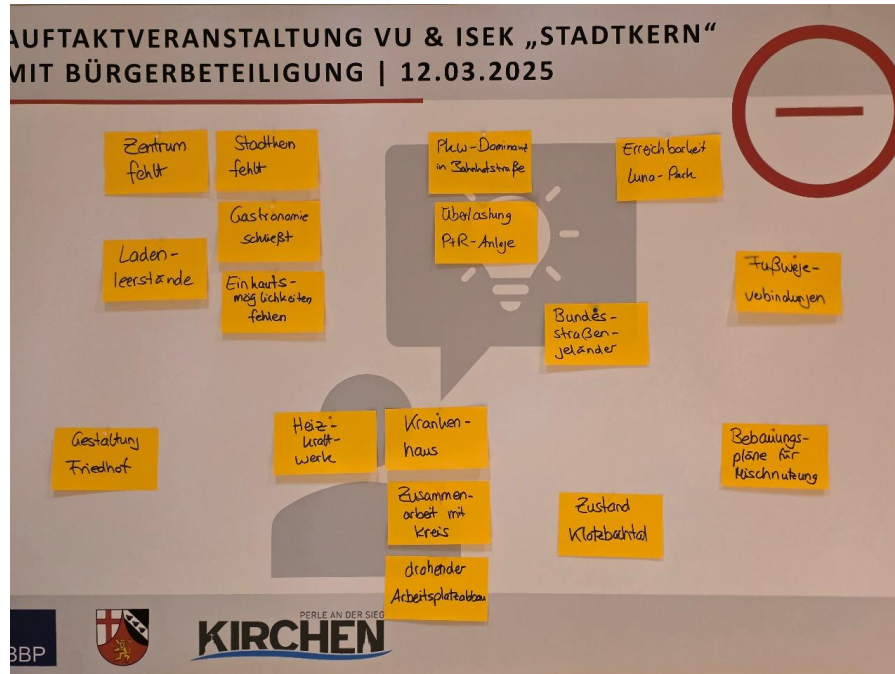 AUFTAKTVERANSTALTUNG VU & ISEK „STADTKERN“
MIT BÜRGERBETEILIGUNG | 12.03.2025
Zentrum
fehlt
Stadtkern
fehlt
Gastronomie
schließt
Laden-
leerstände
Einkaufs-
möglichkeiten
fehlen
Pkw-Dominanz
in Bahnhofstraße
Überlastung
P+R-Anlage
Erreichbarkeit
Luna-Park
Fußwege-
verbindungen
Bundes-
straßen-
geländer
Gestaltung
Friedhof
Heiz-
kraft-
werk
Kranken-
haus
Zusammen-
arbeit mit
Kreis
drohender
Arbeitsplatzabbau
Zustand
Klotzbachtal
Bebauungs-
pläne für
Mischnutzung
BBP
PERLE AN DER SIEG
KIRCHEN